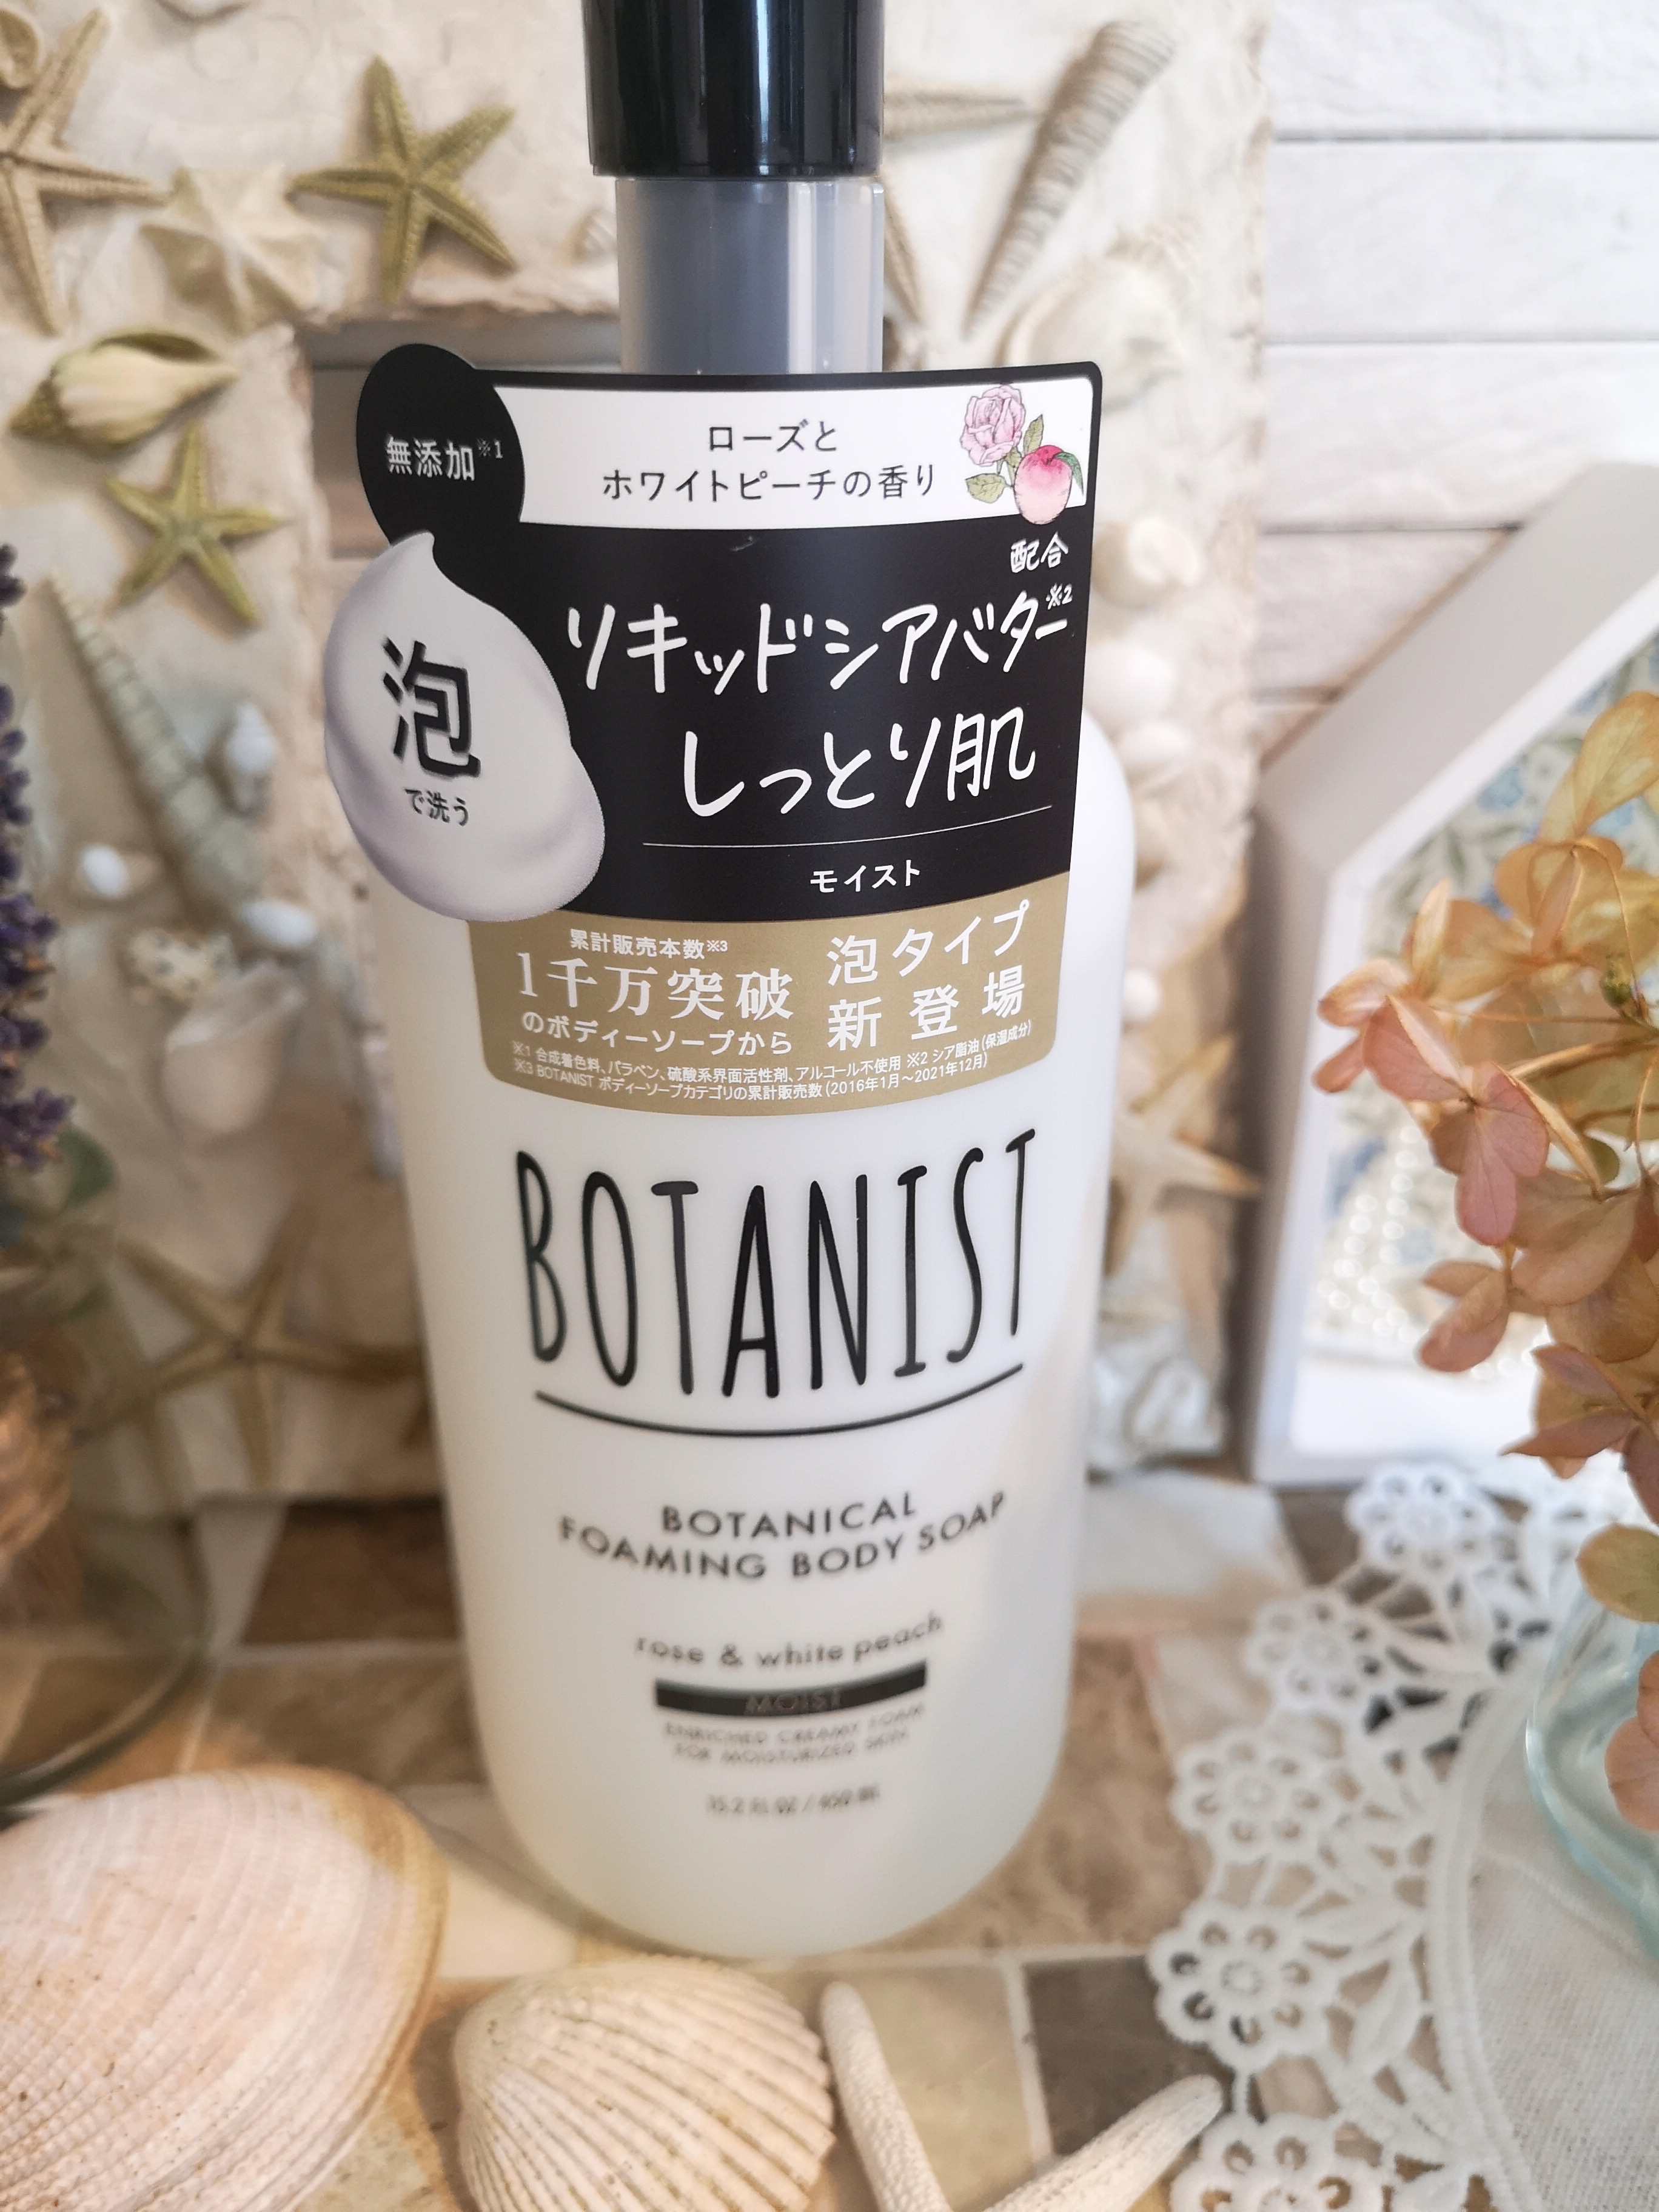 無添加※1
ローズと
ホワイトピーチの香り
配合
リキッドシアバター※2
しっとり肌
泡
で洗う
モイスト
累計販売本数※3
1千万突破
のボディーソープから
泡タイプ
新登場
※1 合成着色料、パラベン、硫酸系界面活性剤、アルコール不使用 ※2 シア脂油(保湿成分)
※3 BOTANIST ボディーソープカテゴリの累計販売数(2016年1月～2021年12月)
BOTANIST
BOTANICAL
FOAMING BODY SOAP
rose & white peach
MOIST
ENRICHED CREAMY FOAM
FOR MOISTURIZED SKIN